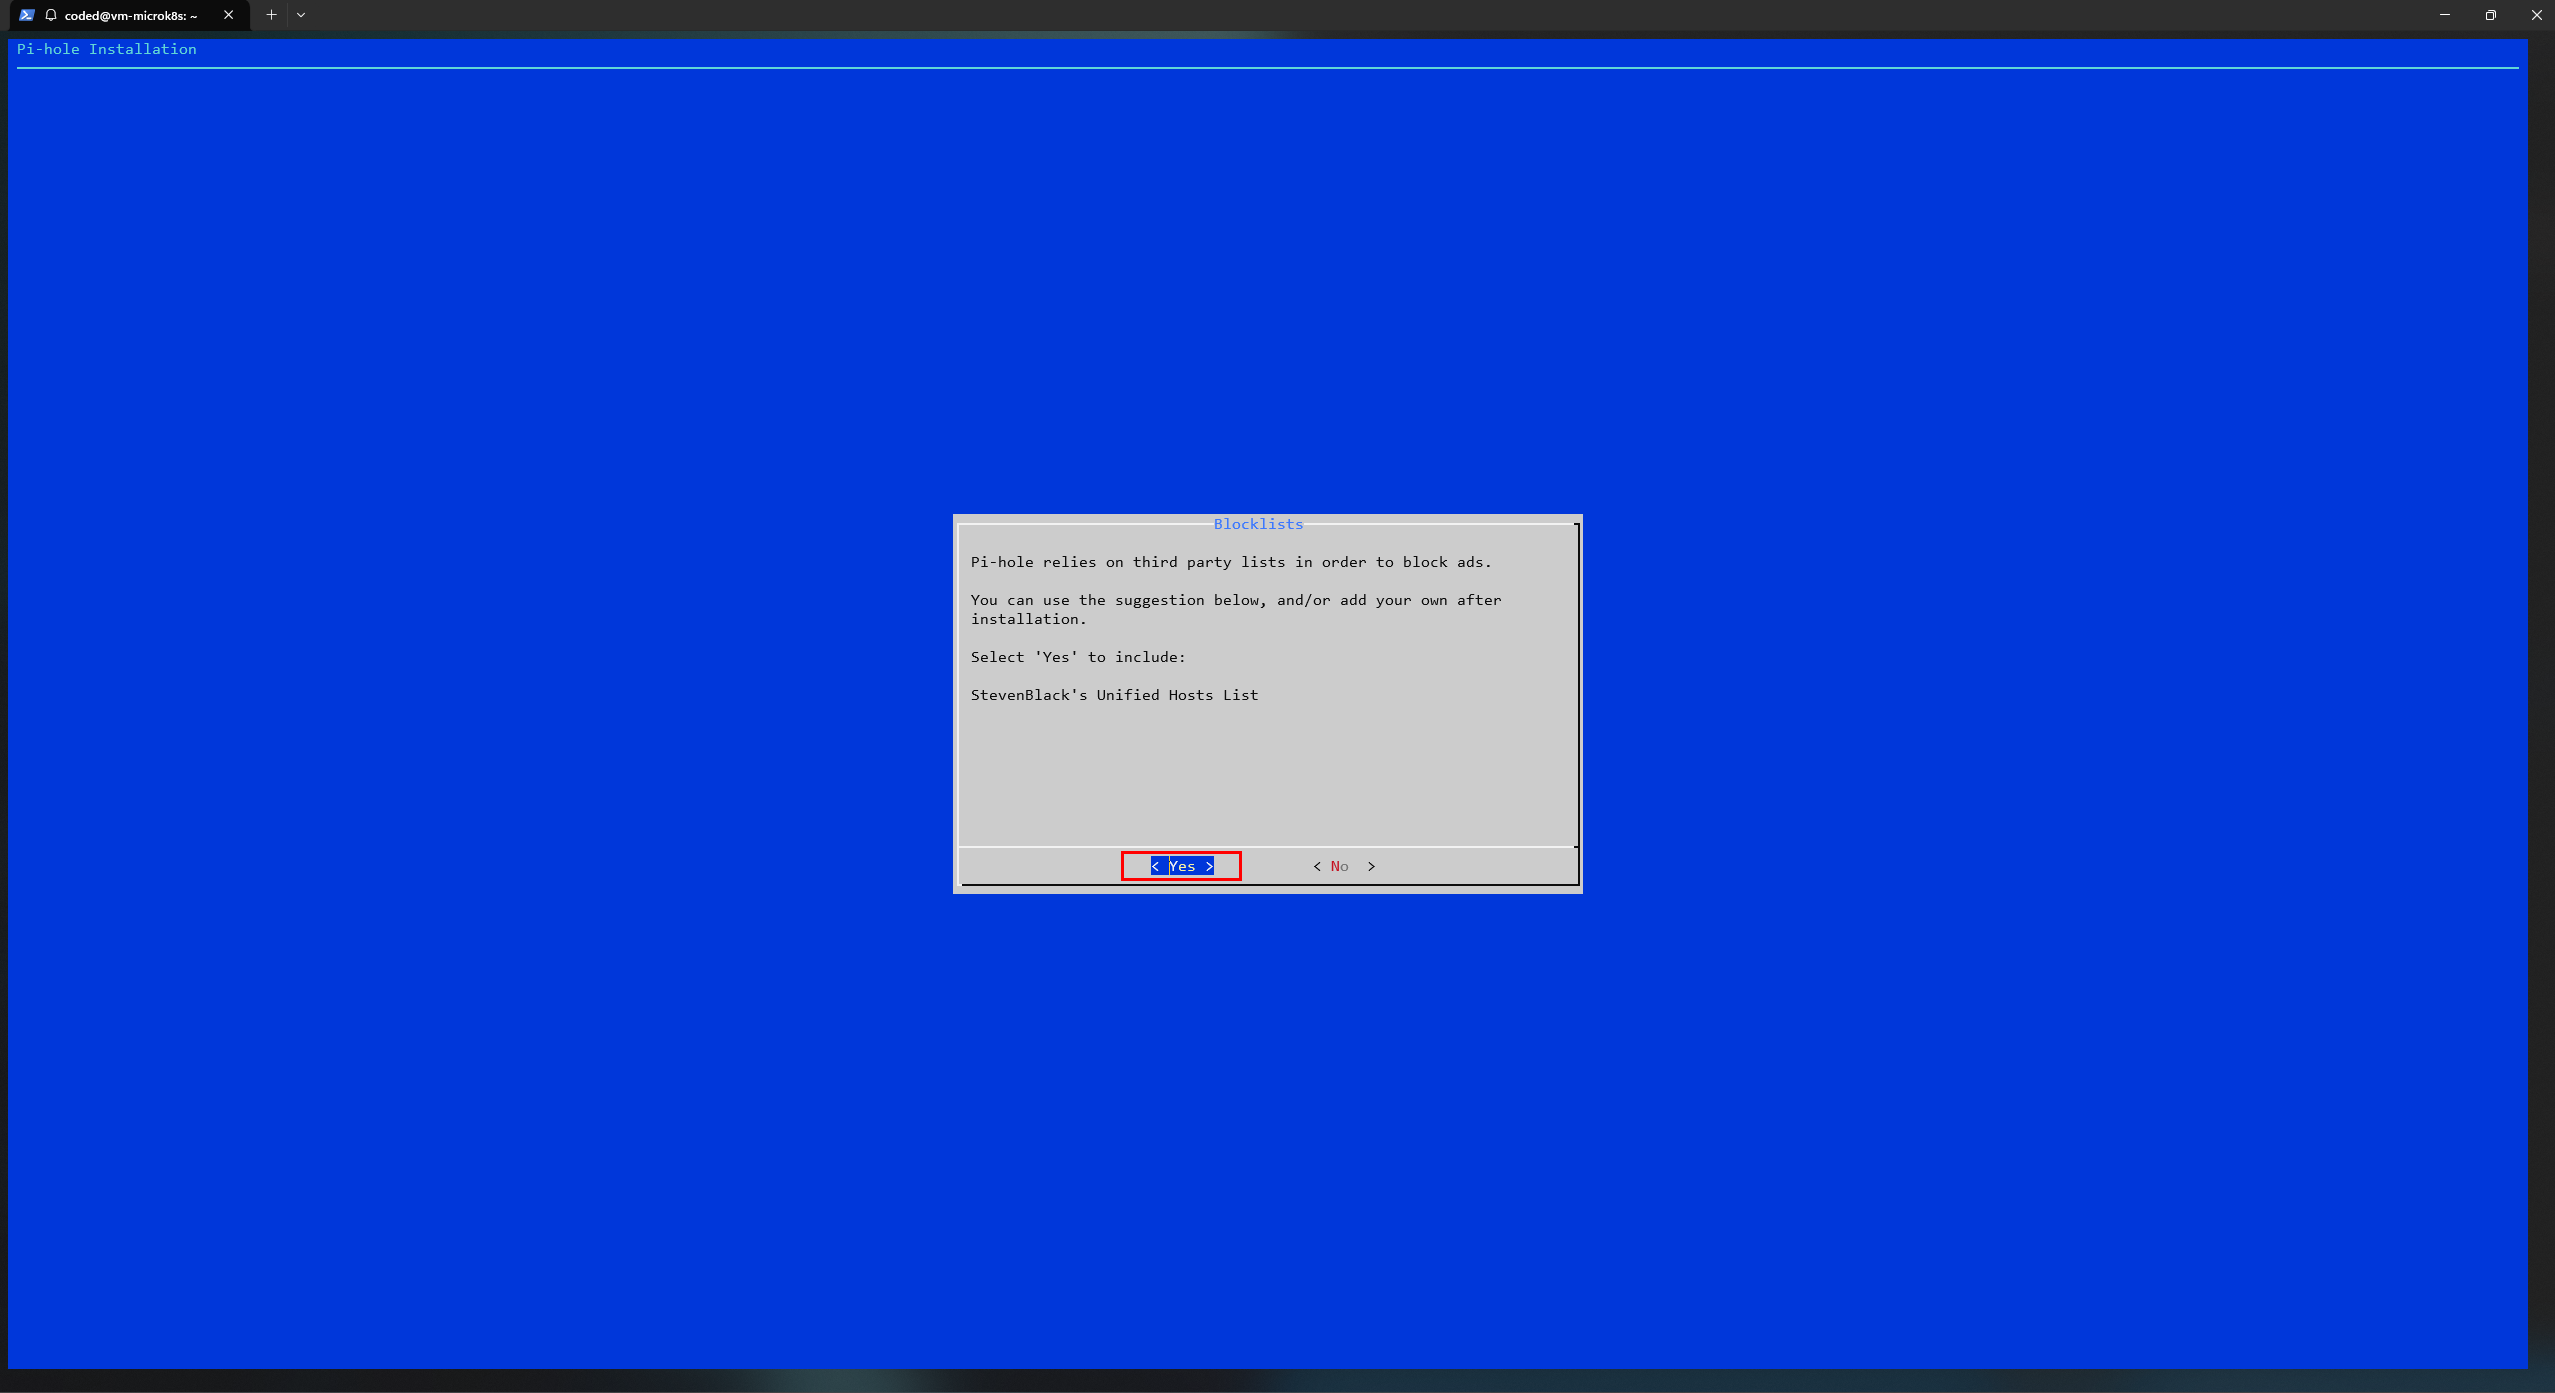 coded@vm-microk8s: ~
Pi-hole Installation
Blocklists
Pi-hole relies on third party lists in order to block ads.
You can use the suggestion below, and/or add your own after
installation.
Select 'Yes' to include:
StevenBlack's Unified Hosts List
< Yes > < No >